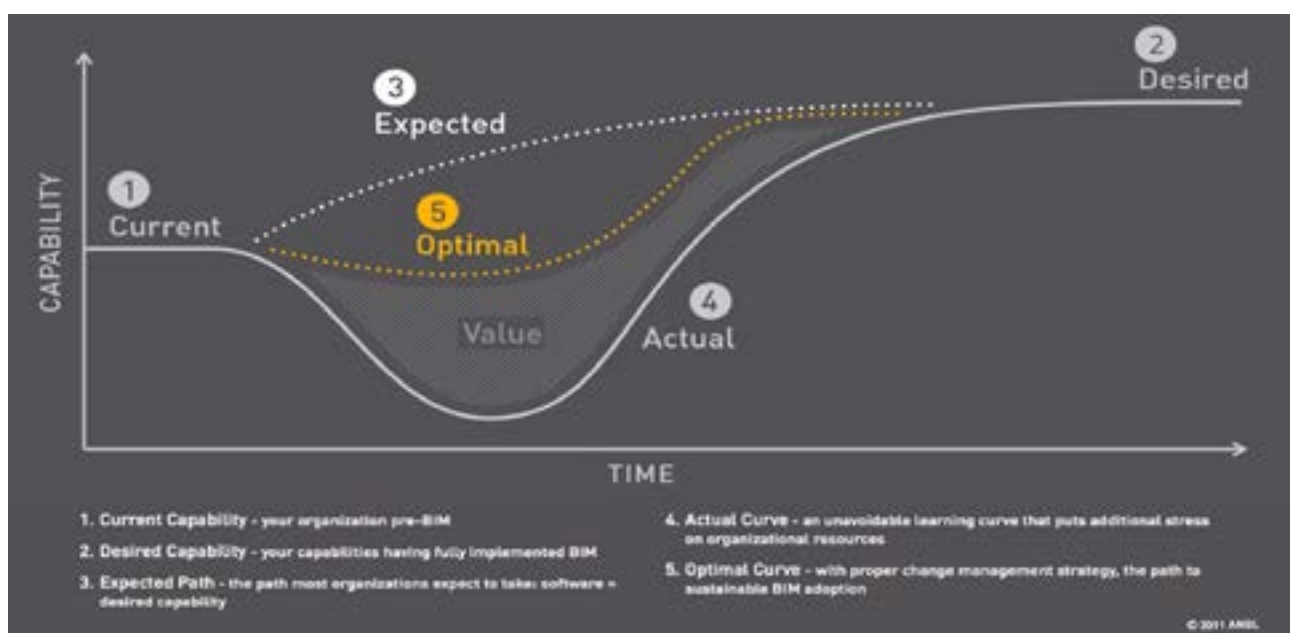 2
Desired
3
Expected
1
Current
5
Optimal
4
Value
Actual
CAPABILITY
TIME
1. Current Capability - your organization pre-BIM
2. Desired Capability - your capabilities having fully implemented BIM
3. Expected Path - the path most organizations expect to take: software =
desired capability
4. Actual Curve - an unavoidable learning curve that puts additional stress
on organizational resources
5. Optimal Curve - with proper change management strategy, the path to
sustainable BIM adoption
© 2011